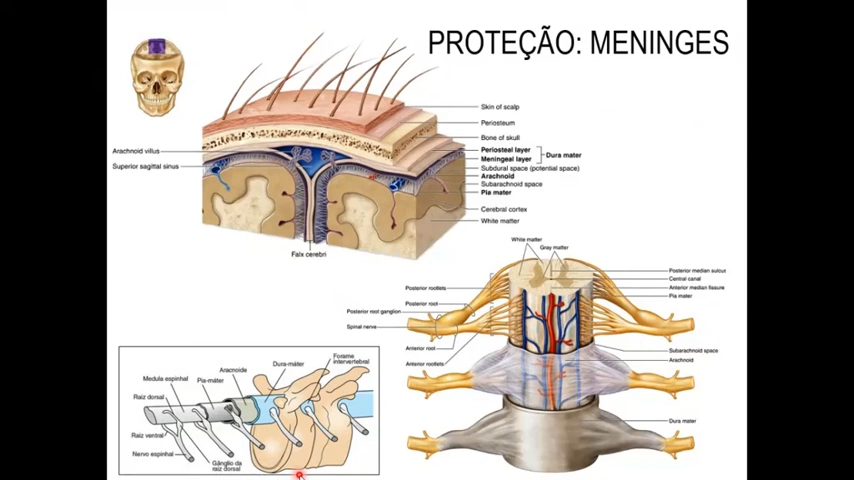 PROTEÇÃO: MENINGES
Skin of scalp
Periosteum
Bone of skull
Periosteal layer
Meningeal layer
Dura mater
Subdural space (potential space)
Arachnoid
Subarachnoid space
Pia mater
Cerebral cortex
White matter
Arachnoid villus
Superior sagittal sinus
Falx cerebri
White matter
Gray matter
Posterior rootlets
Posterior root
Posterior root ganglion
Spinal nerve
Anterior root
Anterior rootlets
Posterior median sulcus
Central canal
Anterior median fissure
Pia mater
Subarachnoid space
Arachnoid
Dura mater
Forame
intervertebral
Dura-máter
Aracnoide
Pia-máter
Medula espinhal
Raiz dorsal
Raiz ventral
Nervo espinhal
Gânglio da
raiz dorsal